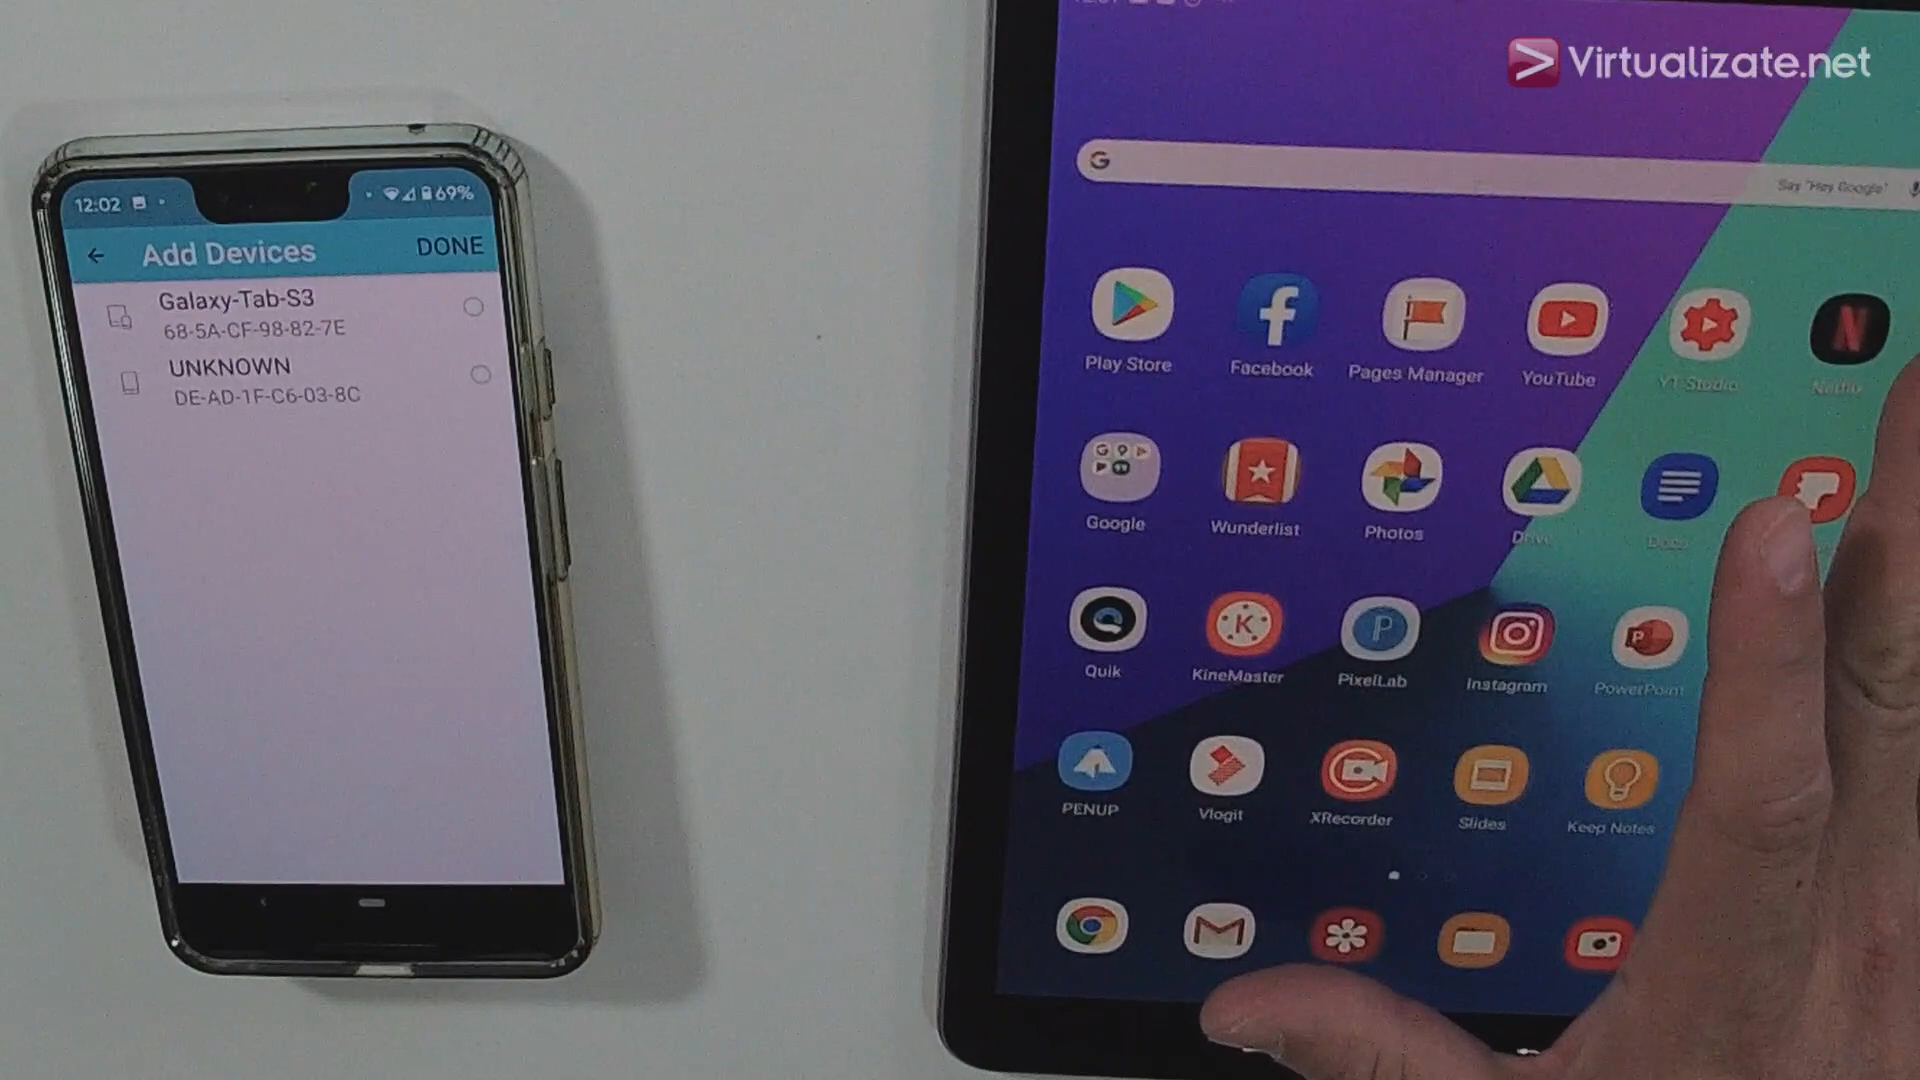 Virtualizate.net
12:02
69%
Add Devices
DONE
Galaxy-Tab-S3
68-5A-CF-98-82-7E
UNKNOWN
DE-AD-1F-C6-03-8C
G
Say "Hey Google"
Play Store
Facebook
Pages Manager
YouTube
YT Studio
Netflix
Google
Wunderlist
Photos
Drive
Docs
Quik
KineMaster
PixelLab
Instagram
PowerPoint
PENUP
Vlogit
XRecorder
Slides
Keep Notes